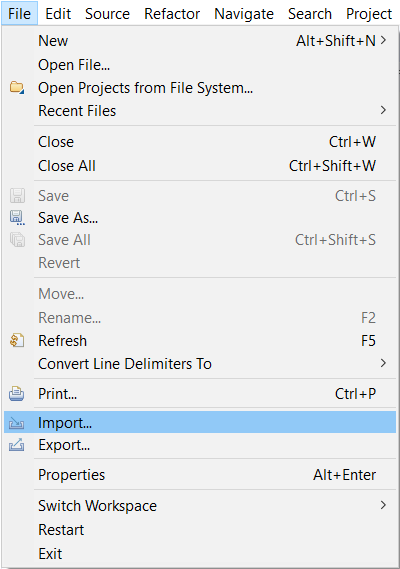 File Edit Source Refactor Navigate Search Project
New Alt+Shift+N >
Open File...
Open Projects from File System...
Recent Files >
Close Ctrl+W
Close All Ctrl+Shift+W
Save Ctrl+S
Save As...
Save All Ctrl+Shift+S
Revert
Move...
Rename... F2
Refresh F5
Convert Line Delimiters To >
Print... Ctrl+P
Import...
Export...
Properties Alt+Enter
Switch Workspace >
Restart
Exit